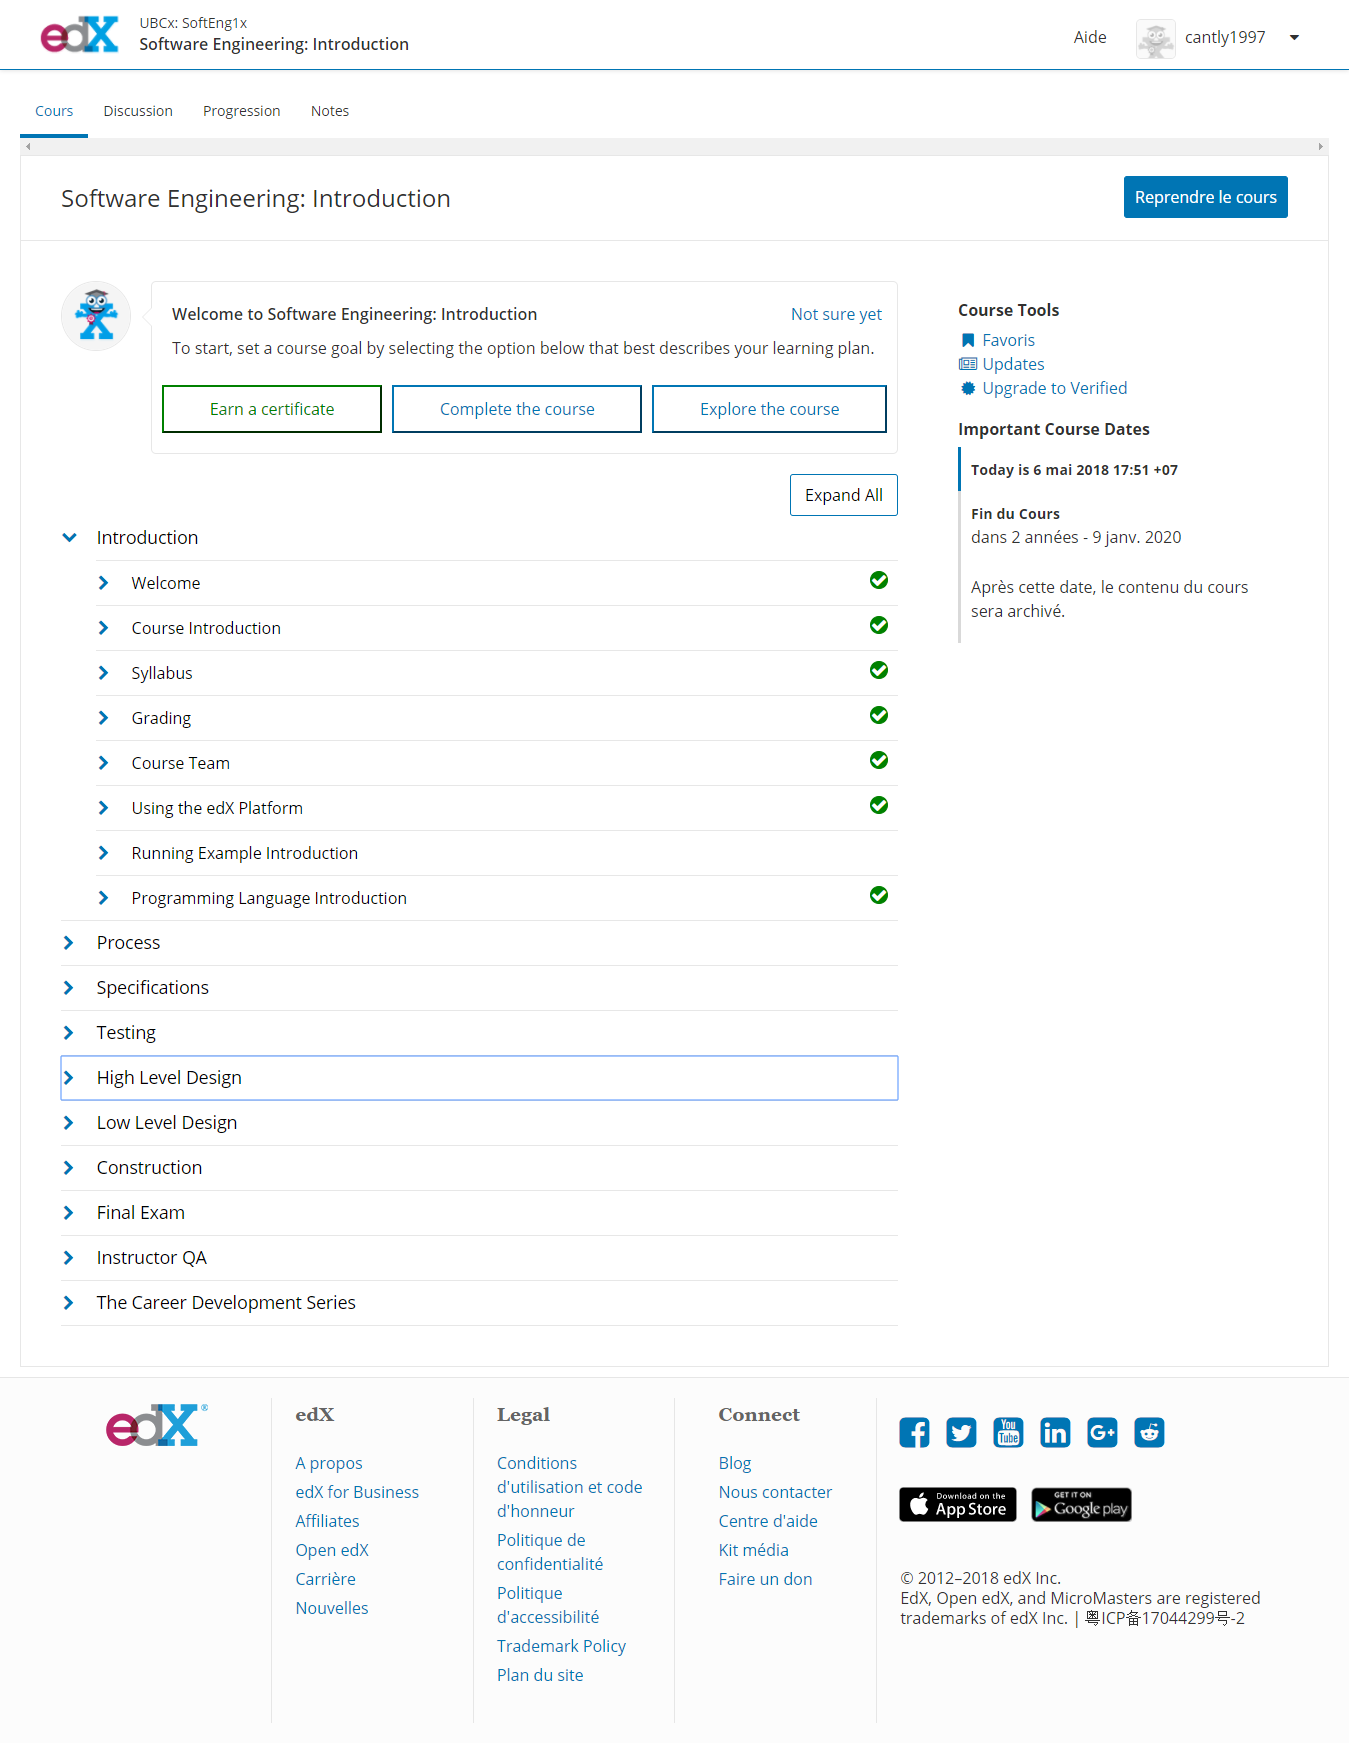 edX
UBCx: SoftEng1x
Software Engineering: Introduction
Aide
cantly1997
Cours
Discussion
Progression
Notes
Software Engineering: Introduction
Reprendre le cours
Welcome to Software Engineering: Introduction
Not sure yet
To start, set a course goal by selecting the option below that best describes your learning plan.
Earn a certificate
Complete the course
Explore the course
Expand All
Introduction
Welcome
Course Introduction
Syllabus
Grading
Course Team
Using the edX Platform
Running Example Introduction
Programming Language Introduction
Process
Specifications
Testing
High Level Design
Low Level Design
Construction
Final Exam
Instructor QA
The Career Development Series
Course Tools
Favoris
Updates
Upgrade to Verified
Important Course Dates
Today is 6 mai 2018 17:51 +07
Fin du Cours
dans 2 années - 9 janv. 2020
Après cette date, le contenu du cours
sera archivé.
edX®
edX
A propos
edX for Business
Affiliates
Open edX
Carrière
Nouvelles
Legal
Conditions
d'utilisation et code
d'honneur
Politique de
confidentialité
Politique
d'accessibilité
Trademark Policy
Plan du site
Connect
Blog
Nous contacter
Centre d'aide
Kit média
Faire un don
You
Tube
in
G+
Download on the
App Store
GET IT ON
Google play
© 2012–2018 edX Inc.
EdX, Open edX, and MicroMasters are registered
trademarks of edX Inc. | 粤ICP备17044299号-2